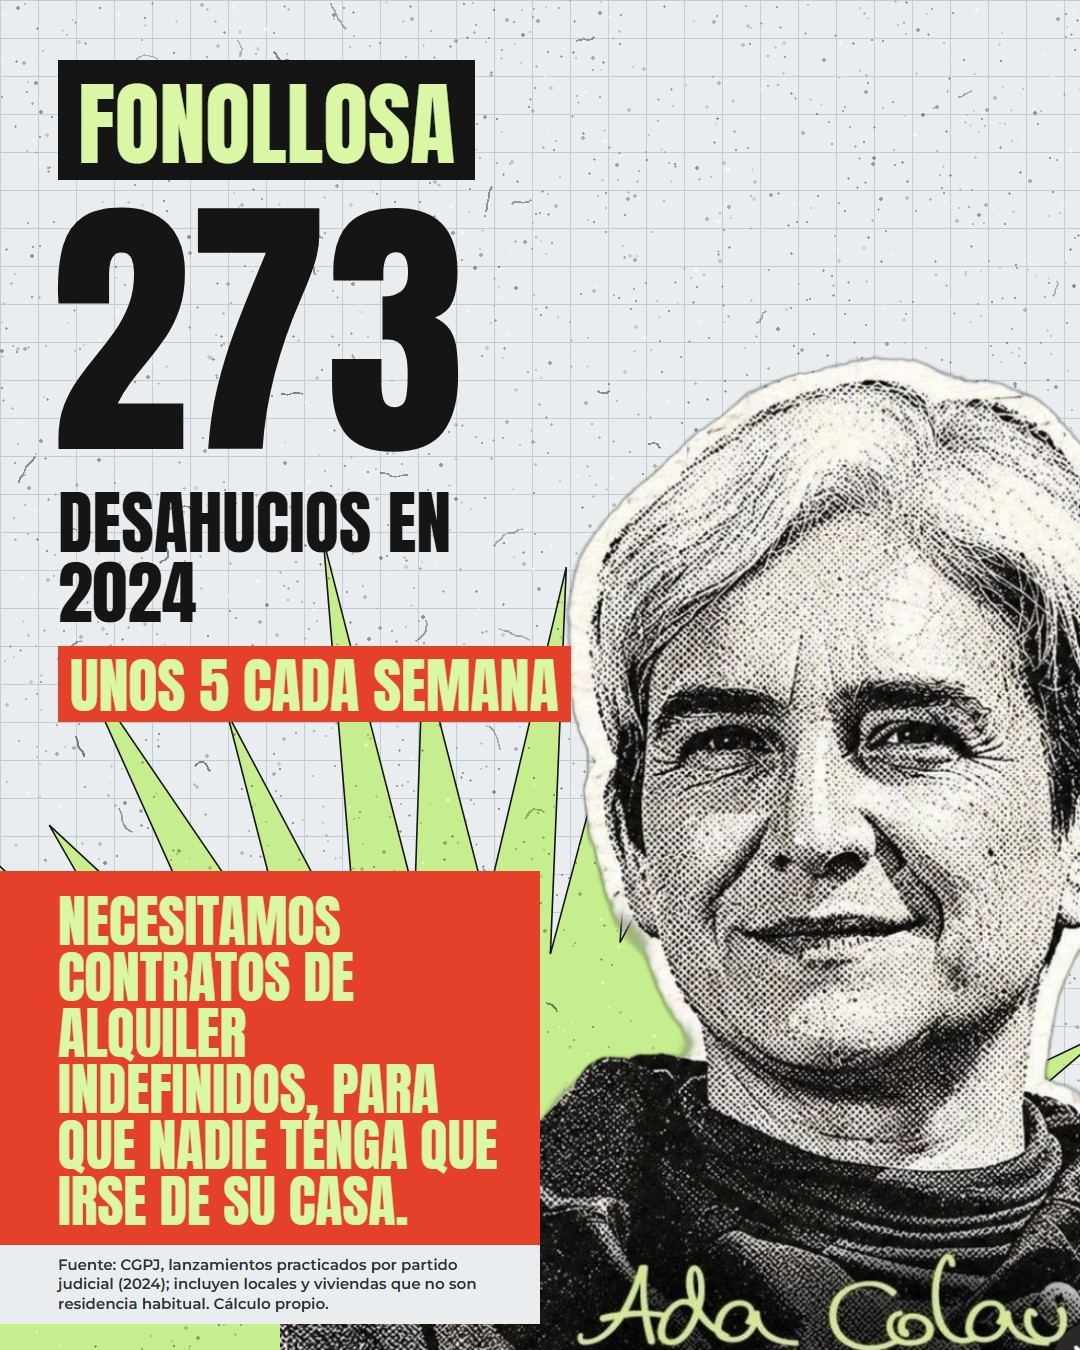 FONOLLOSA
273
DESAHUCIOS EN
2024
UNOS 5 CADA SEMANA
NECESITAMOS
CONTRATOS DE
ALQUILER
INDEFINIDOS, PARA
QUE NADIE TENGA QUE
IRSE DE SU CASA.
Fuente: CGPJ, lanzamientos practicados por partido
judicial (2024); incluyen locales y viviendas que no son
residencia habitual. Cálculo propio.
Ada Colau